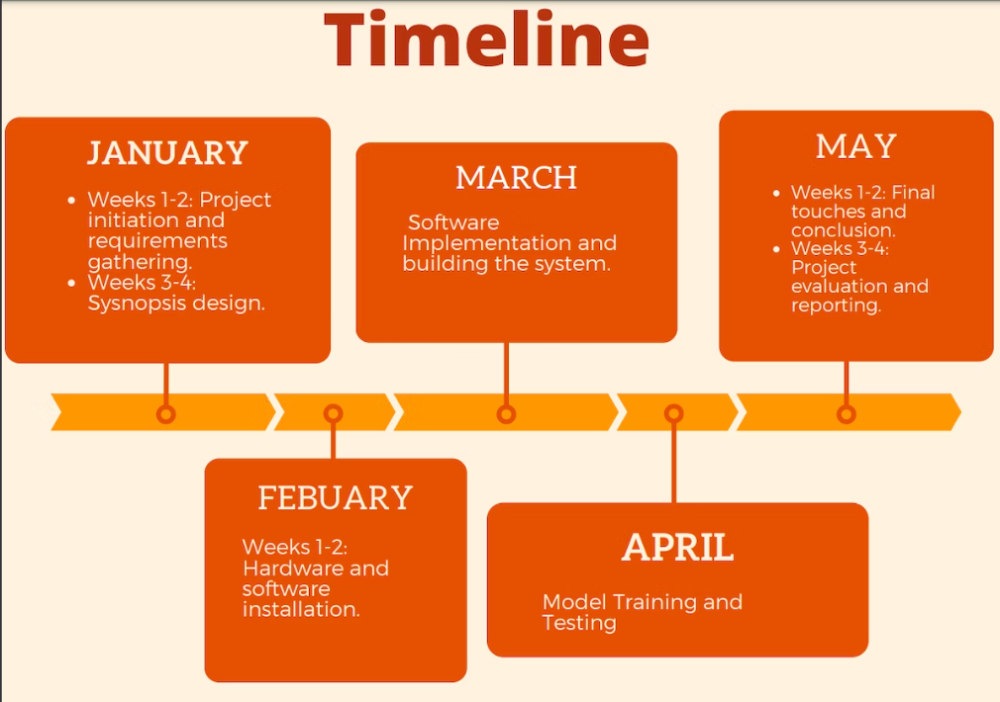 Timeline
JANUARY
• Weeks 1-2: Project
initiation and
requirements
gathering.
• Weeks 3-4:
Sysnopsis design.
FEBUARY
Weeks 1-2:
Hardware and
software
installation.
MARCH
Software
Implementation and
building the system.
APRIL
Model Training and
Testing
MAY
• Weeks 1-2: Final
touches and
conclusion.
• Weeks 3-4:
Project
evaluation and
reporting.